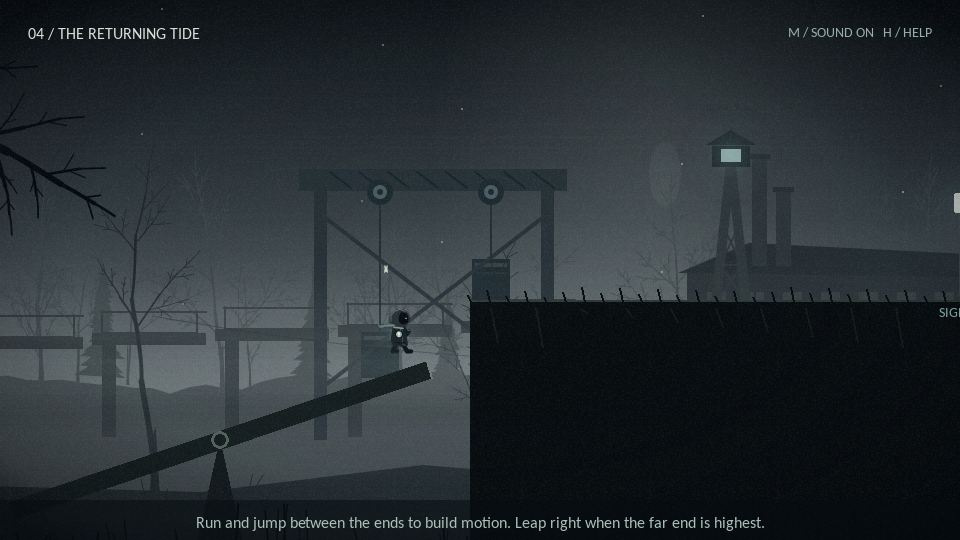 04 / THE RETURNING TIDE
M / SOUND ON H / HELP
SIG
Run and jump between the ends to build motion. Leap right when the far end is highest.